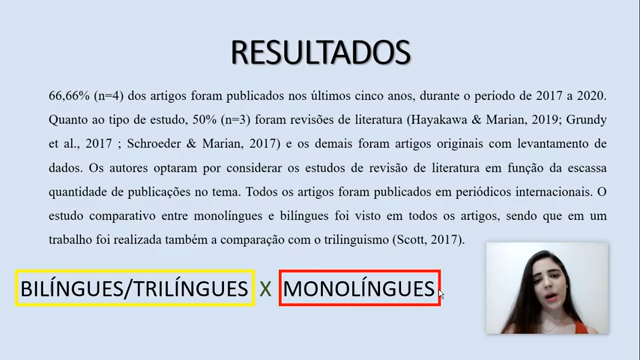 RESULTADOS
66,66% (n=4) dos artigos foram publicados nos últimos cinco anos, durante o período de 2017 a 2020.
Quanto ao tipo de estudo, 50% (n=3) foram revisões de literatura (Hayakawa & Marian, 2019; Grundy
et al., 2017 ; Schroeder & Marian, 2017) e os demais foram artigos originais com levantamento de
dados. Os autores optaram por considerar os estudos de revisão de literatura em função da escassa
quantidade de publicações no tema. Todos os artigos foram publicados em periódicos internacionais. O
estudo comparativo entre monolíngues e bilíngues foi visto em todos os artigos, sendo que em um
trabalho foi realizada também a comparação com o trilinguismo (Scott, 2017).
BILÍNGUES/TRILÍNGUES X MONOLÍNGUES